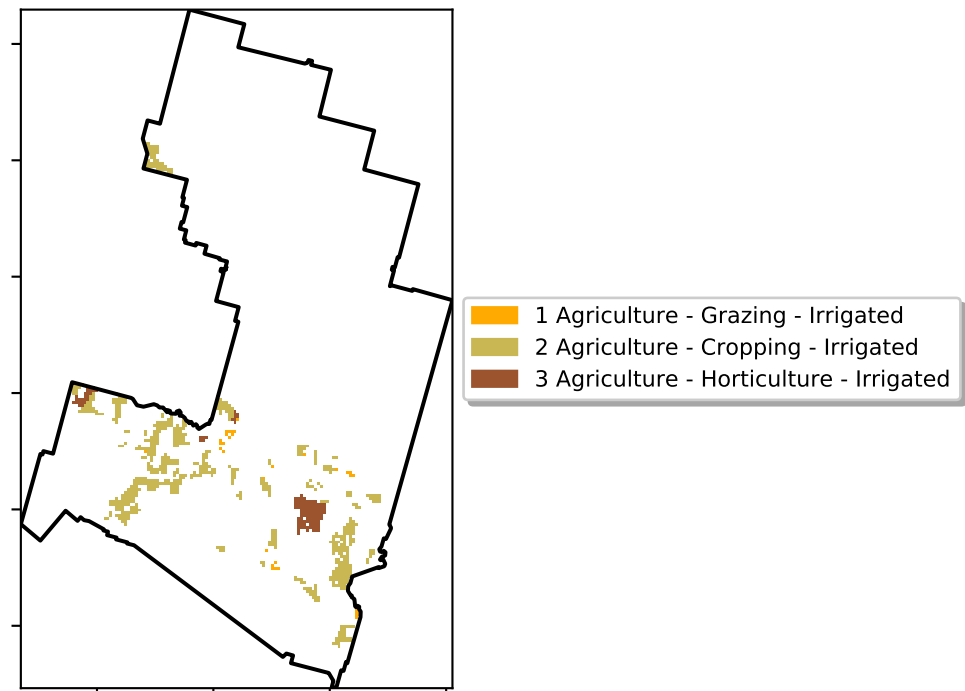 1 Agriculture - Grazing - Irrigated
2 Agriculture - Cropping - Irrigated
3 Agriculture - Horticulture - Irrigated